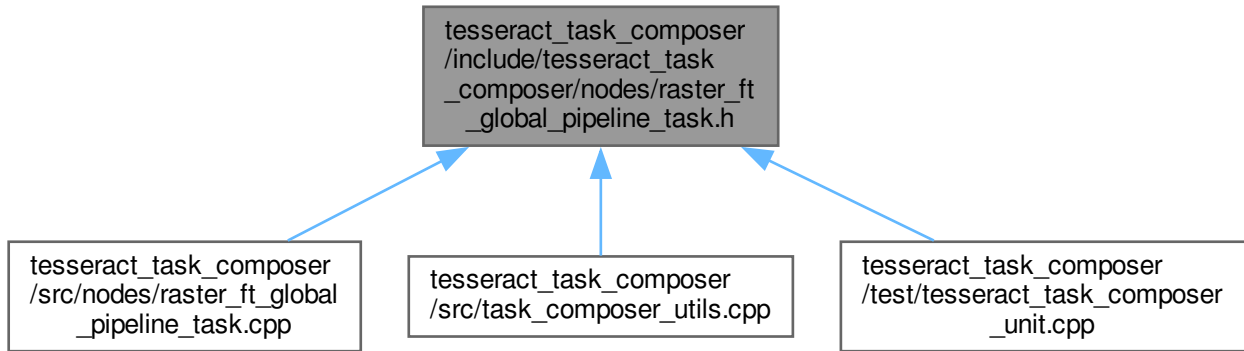 tesseract_task_composer
/include/tesseract_task
_composer/nodes/raster_ft
_global_pipeline_task.h
tesseract_task_composer
/src/nodes/raster_ft_global
_pipeline_task.cpp
tesseract_task_composer
/src/task_composer_utils.cpp
tesseract_task_composer
/test/tesseract_task_composer
_unit.cpp